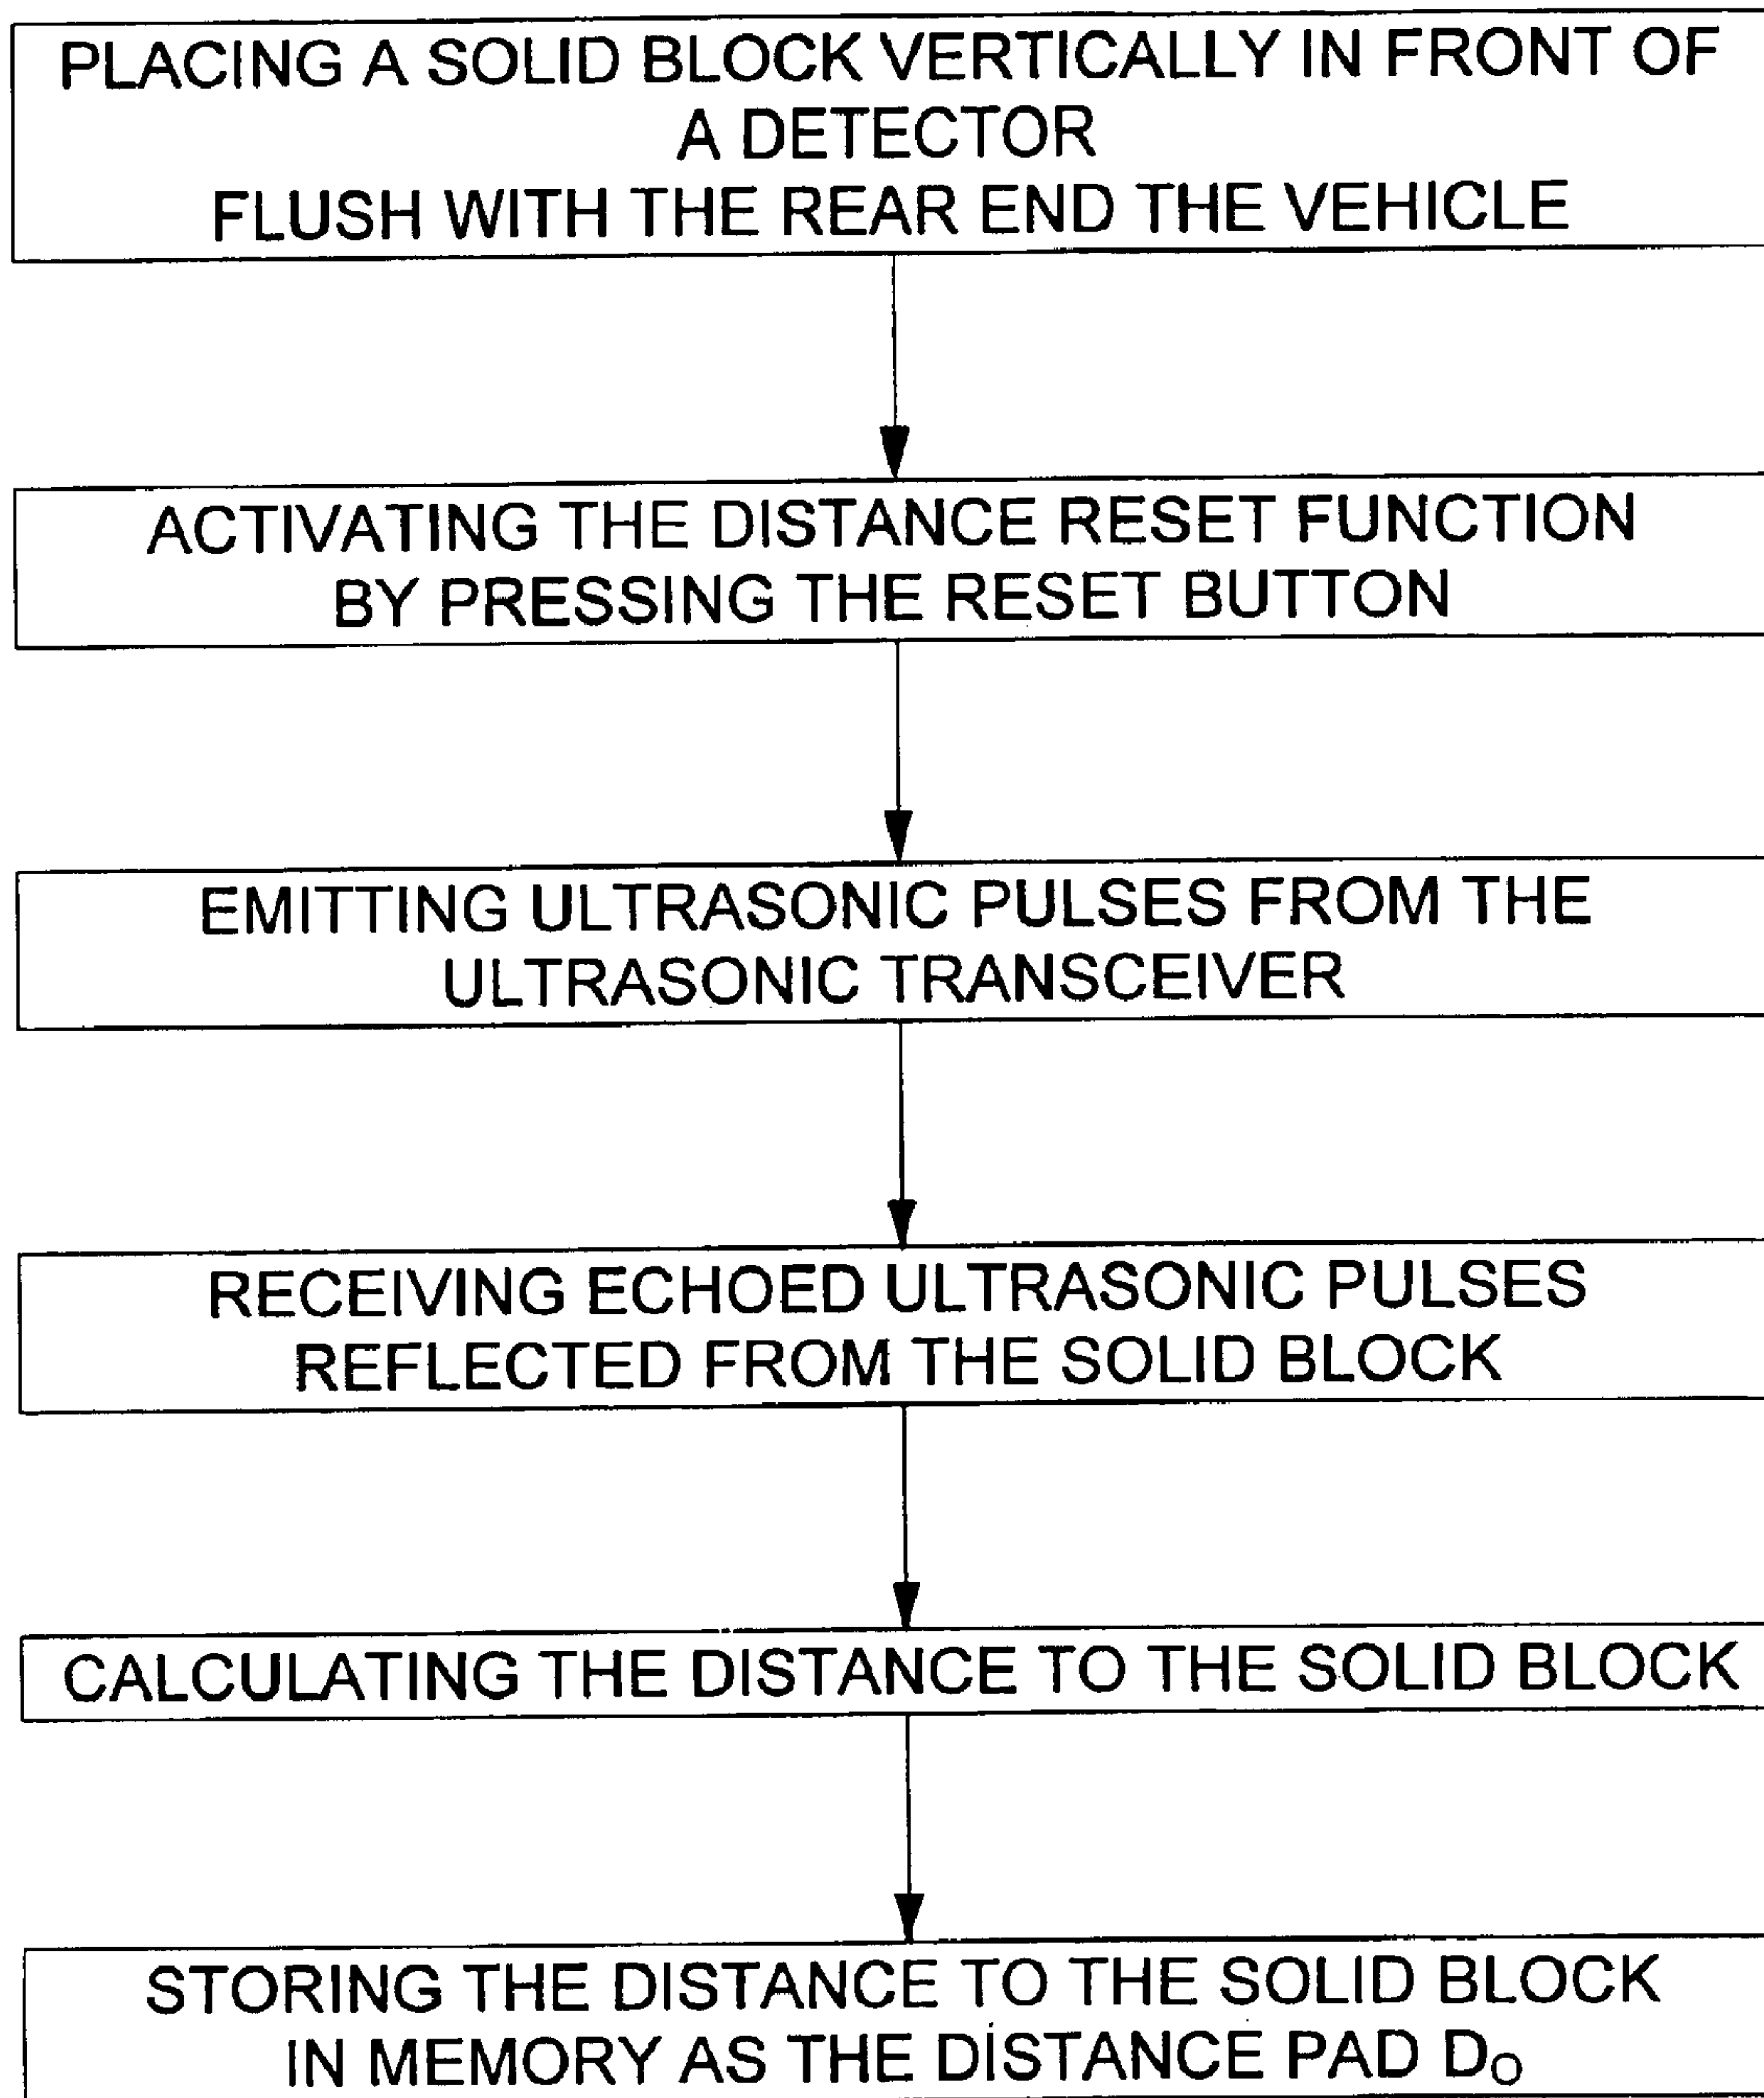 PLACING A SOLID BLOCK VERTICALLY IN FRONT OF
A DETECTOR
FLUSH WITH THE REAR END THE VEHICLE
ACTIVATING THE DISTANCE RESET FUNCTION
BY PRESSING THE RESET BUTTON
EMITTING ULTRASONIC PULSES FROM THE
ULTRASONIC TRANSCEIVER
RECEIVING ECHOED ULTRASONIC PULSES
REFLECTED FROM THE SOLID BLOCK
CALCULATING THE DISTANCE TO THE SOLID BLOCK
STORING THE DISTANCE TO THE SOLID BLOCK
IN MEMORY AS THE DISTANCE PAD D₀